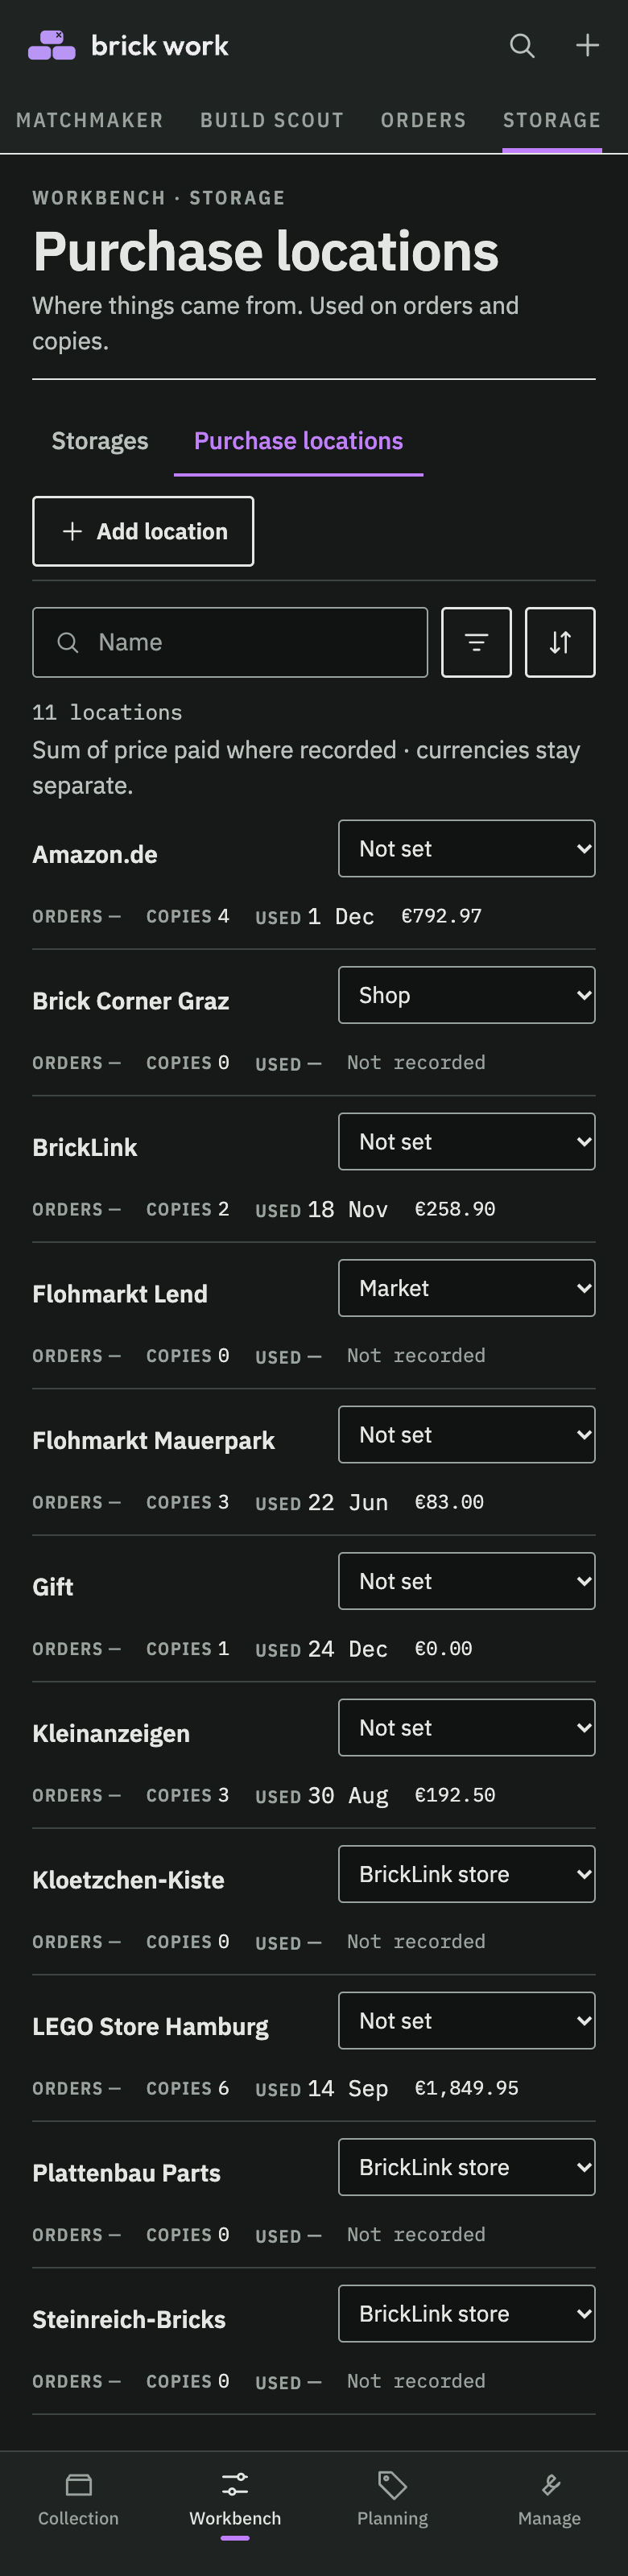 brick work
MATCHMAKER BUILD SCOUT ORDERS STORAGE
WORKBENCH · STORAGE
Purchase locations
Where things came from. Used on orders and
copies.
Storages Purchase locations
Add location
Name
11 locations
Sum of price paid where recorded · currencies stay
separate.
Amazon.de Not set
ORDERS — COPIES 4 USED 1 Dec €792.97
Brick Corner Graz Shop
ORDERS — COPIES 0 USED — Not recorded
BrickLink Not set
ORDERS — COPIES 2 USED 18 Nov €258.90
Flohmarkt Lend Market
ORDERS — COPIES 0 USED — Not recorded
Flohmarkt Mauerpark Not set
ORDERS — COPIES 3 USED 22 Jun €83.00
Gift Not set
ORDERS — COPIES 1 USED 24 Dec €0.00
Kleinanzeigen Not set
ORDERS — COPIES 3 USED 30 Aug €192.50
Kloetzchen-Kiste BrickLink store
ORDERS — COPIES 0 USED — Not recorded
LEGO Store Hamburg Not set
ORDERS — COPIES 6 USED 14 Sep €1,849.95
Plattenbau Parts BrickLink store
ORDERS — COPIES 0 USED — Not recorded
Steinreich-Bricks BrickLink store
ORDERS — COPIES 0 USED — Not recorded
Collection Workbench Planning Manage